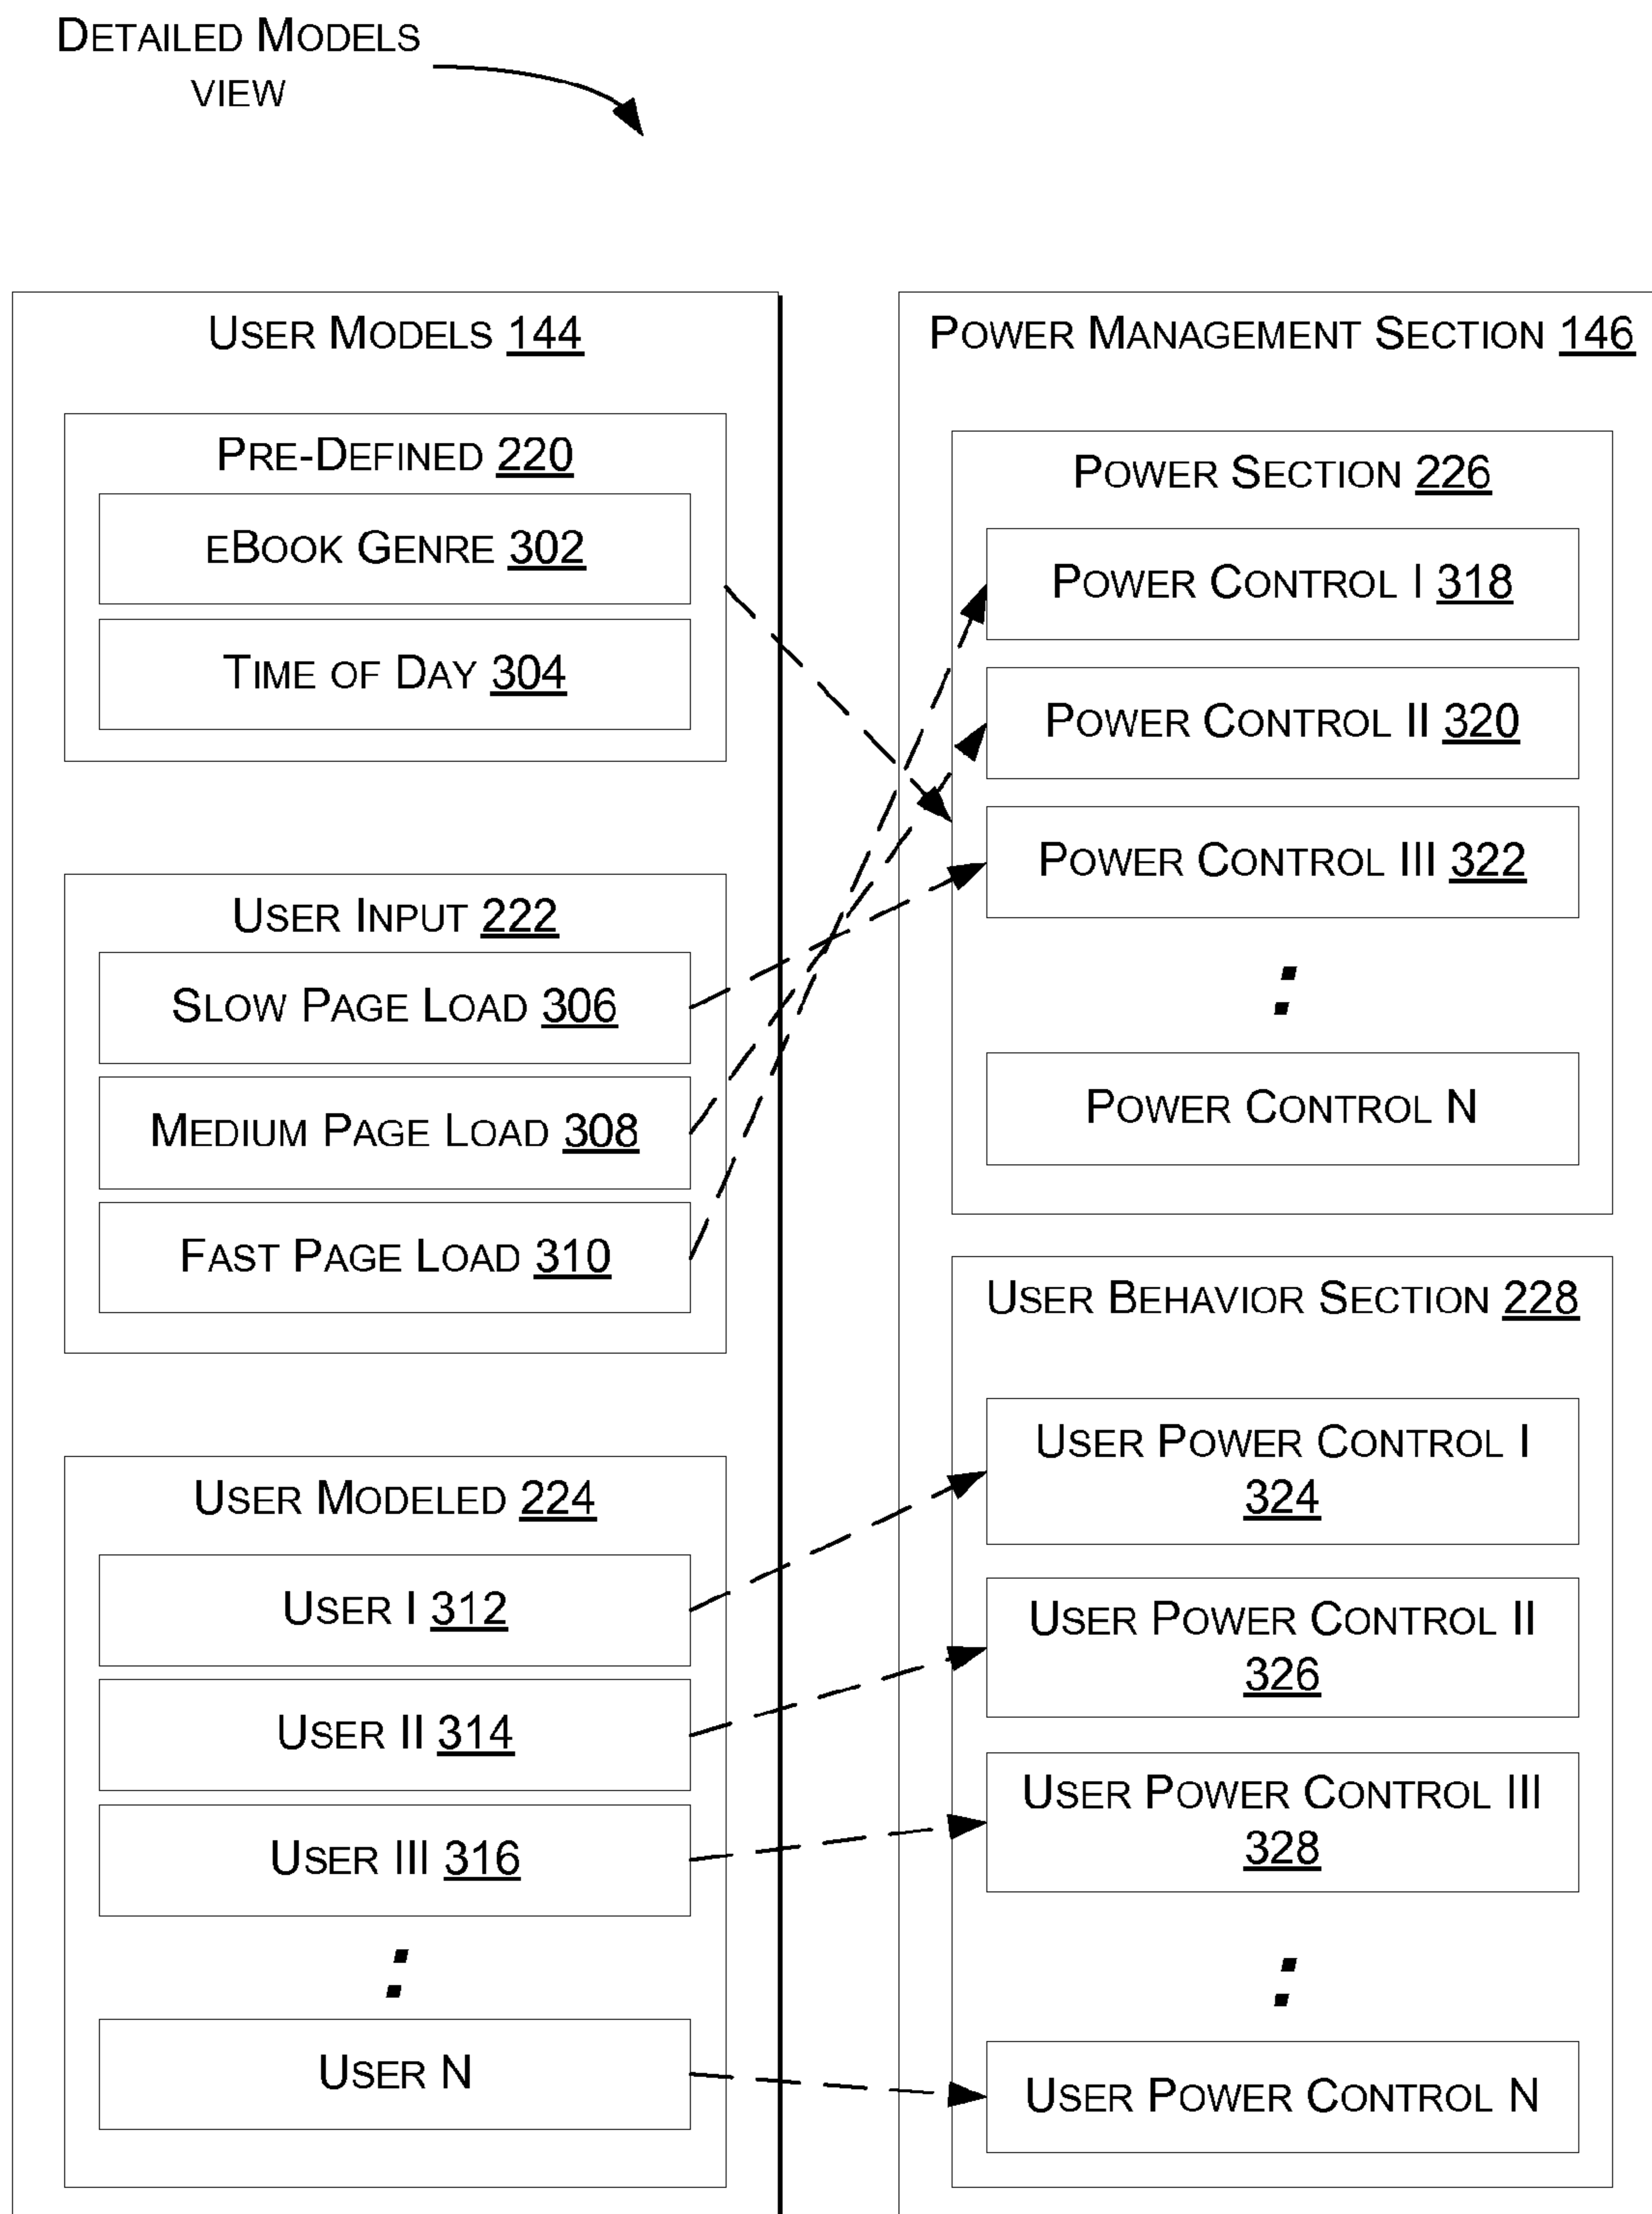 Detailed Models
view
User Models 144
Pre-Defined 220
eBook Genre 302
Time of Day 304
User Input 222
Slow Page Load 306
Medium Page Load 308
Fast Page Load 310
User Modeled 224
User I 312
User II 314
User III 316
:
User N
Power Management Section 146
Power Section 226
Power Control I 318
Power Control II 320
Power Control III 322
:
Power Control N
User Behavior Section 228
User Power Control I
324
User Power Control II
326
User Power Control III
328
:
User Power Control N